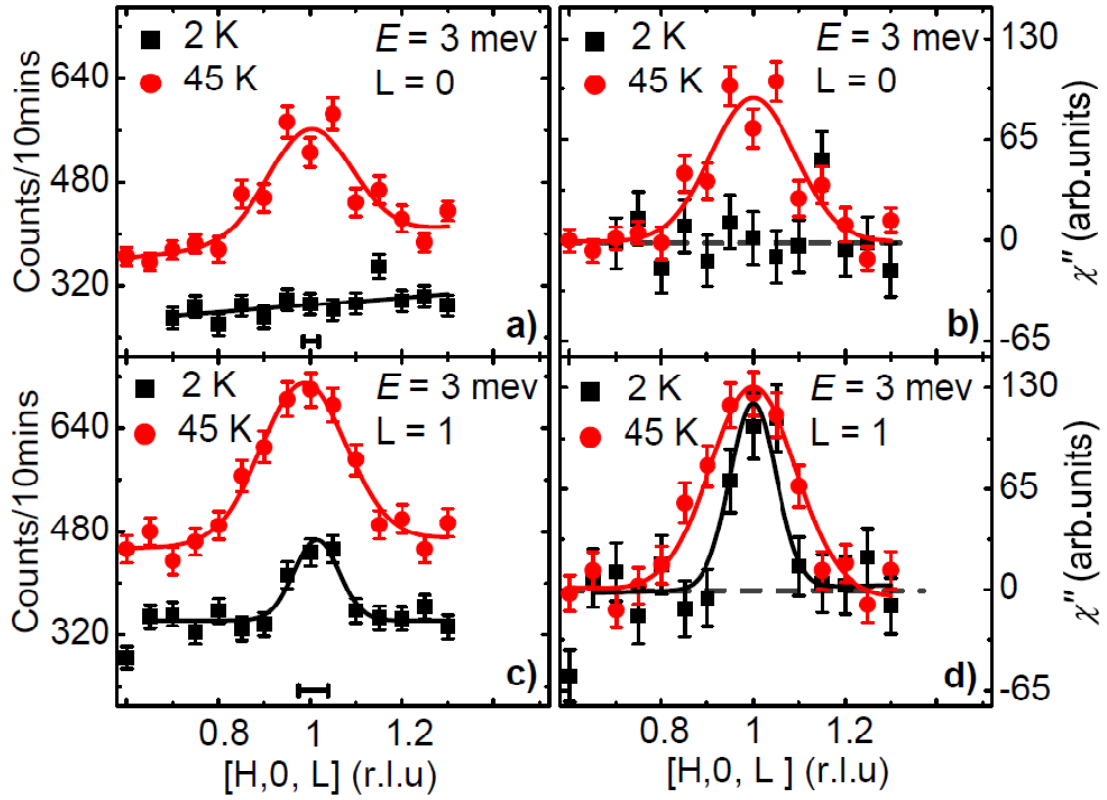 2 K
E = 3 mev
45 K
L = 0
640
480
320
Counts/10mins
a)
2 K
E = 3 mev
45 K
L = 0
130
65
0
-65
χ″ (arb.units)
b)
2 K
E = 3 mev
45 K
L = 1
640
480
320
Counts/10mins
c)
0.8
1
1.2
[H,0, L] (r.l.u)
2 K
E = 3 mev
45 K
L = 1
130
65
0
-65
χ″ (arb.units)
d)
0.8
1
1.2
[H,0, L ] (r.l.u)